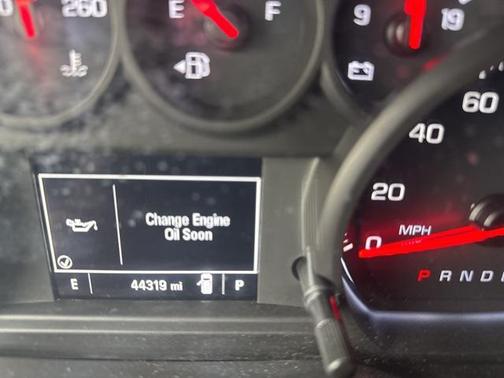 260
E F
9 19
60
40
20
0
MPH
Change Engine
Oil Soon
E 44319 mi P
P R N D